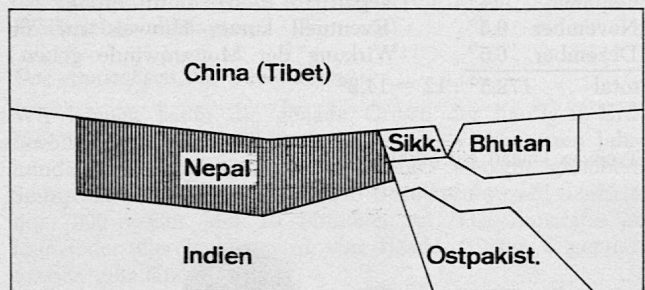 China (Tibet)
Nepal
Sikk.
Bhutan
Indien
Ostpakist.